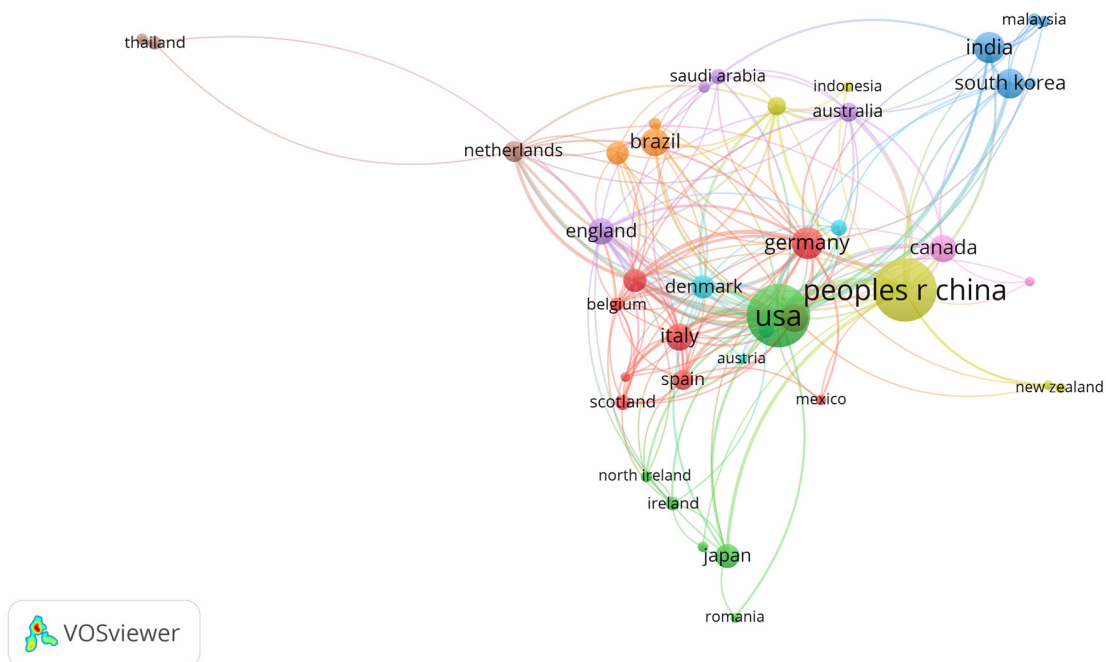 malaysia
thailand
india
saudi arabia
south korea
indonesia
australia
brazil
netherlands
england
germany
canada
denmark
peoples r china
belgium
usa
italy
austria
spain
new zealand
scotland
mexico
north ireland
ireland
japan
romania
VOSviewer